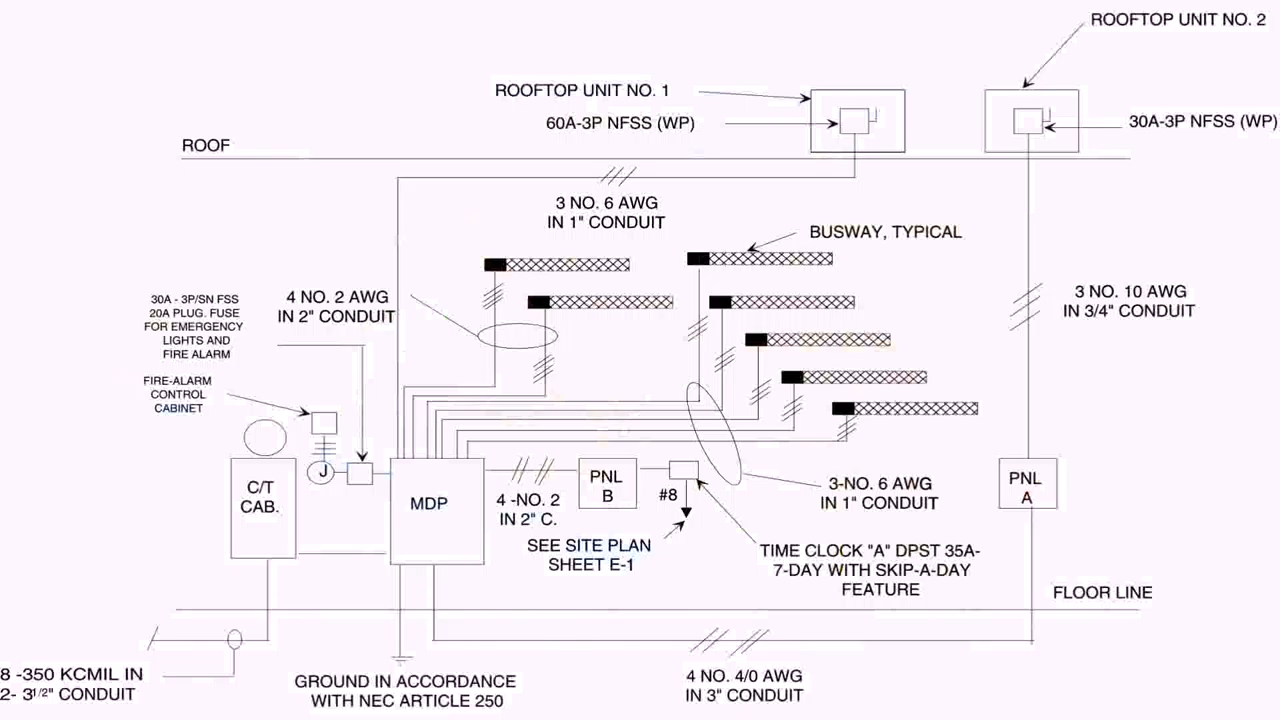 ROOFTOP UNIT NO. 2
ROOFTOP UNIT NO. 1
60A-3P NFSS (WP)
30A-3P NFSS (WP)
ROOF
3 NO. 6 AWG
IN 1" CONDUIT
BUSWAY, TYPICAL
30A - 3P/SN FSS
20A PLUG. FUSE
FOR EMERGENCY
LIGHTS AND
FIRE ALARM
4 NO. 2 AWG
IN 2" CONDUIT
3 NO. 10 AWG
IN 3/4" CONDUIT
FIRE-ALARM
CONTROL
CABINET
J
C/T
CAB.
MDP
4 -NO. 2
IN 2" C.
PNL
B
#8
3-NO. 6 AWG
IN 1" CONDUIT
PNL
A
SEE SITE PLAN
SHEET E-1
TIME CLOCK "A" DPST 35A-
7-DAY WITH SKIP-A-DAY
FEATURE
FLOOR LINE
8 -350 KCMIL IN
2- 3 1/2" CONDUIT
GROUND IN ACCORDANCE
WITH NEC ARTICLE 250
4 NO. 4/0 AWG
IN 3" CONDUIT